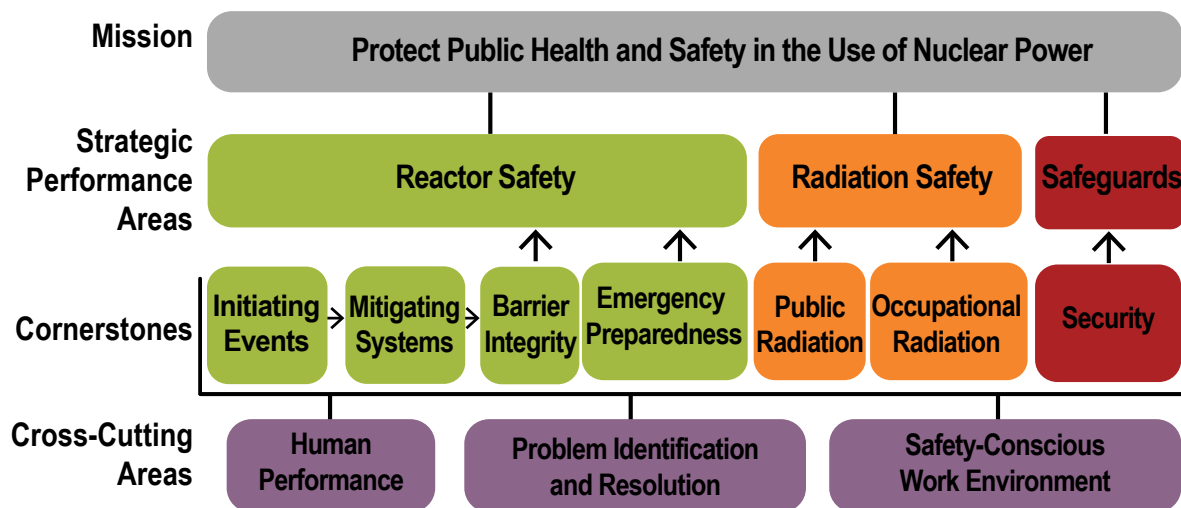 Mission
Protect Public Health and Safety in the Use of Nuclear Power
Strategic
Performance
Areas
Reactor Safety
Radiation Safety
Safeguards
Cornerstones
Initiating
Events
Mitigating
Systems
Barrier
Integrity
Emergency
Preparedness
Public
Radiation
Occupational
Radiation
Security
Cross-Cutting
Areas
Human
Performance
Problem Identification
and Resolution
Safety-Conscious
Work Environment